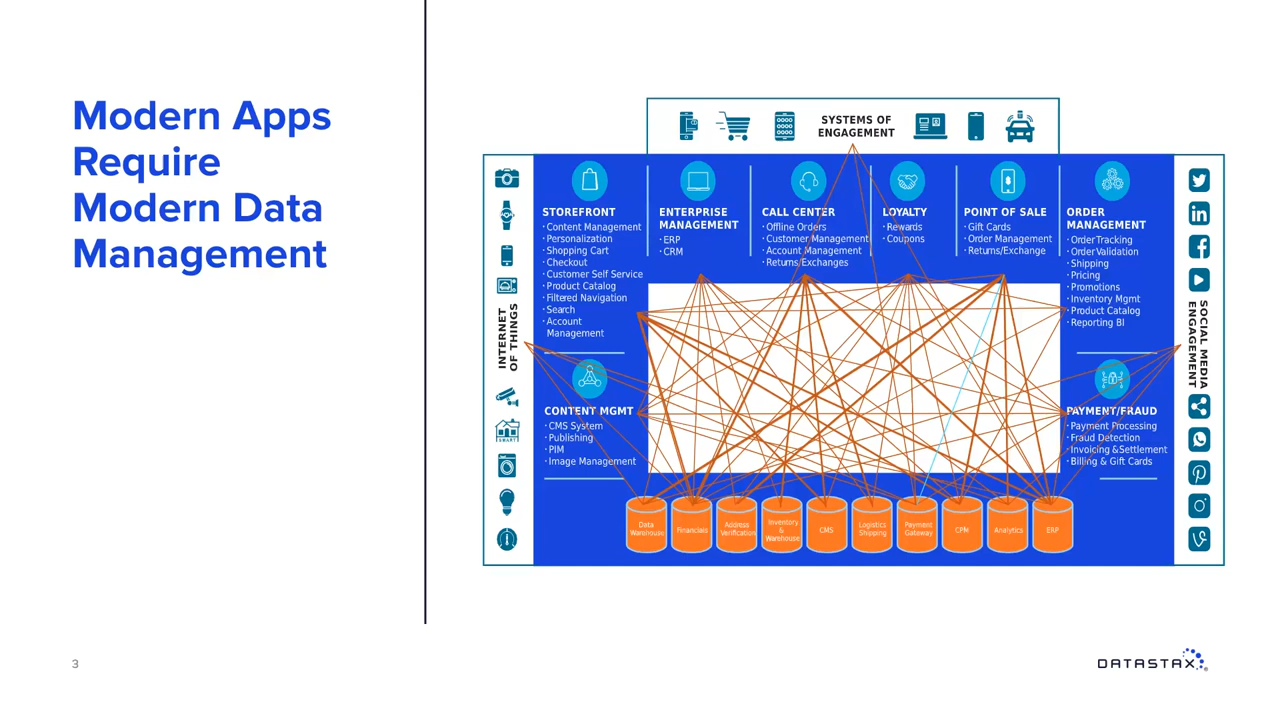 Modern Apps
Require
Modern Data
Management
SYSTEMS OF
ENGAGEMENT
STOREFRONT
· Content Management
· Personalization
· Shopping Cart
· Checkout
· Customer Self Service
· Product Catalog
· Filtered Navigation
· Search
· Account
Management
ENTERPRISE
MANAGEMENT
· ERP
· CRM
CALL CENTER
· Offline Orders
· Customer Management
· Account Management
· Returns/Exchanges
LOYALTY
· Rewards
· Coupons
POINT OF SALE
· Gift Cards
· Order Management
· Returns/Exchange
ORDER
MANAGEMENT
· Order Tracking
· Order Validation
· Shipping
· Pricing
· Promotions
· Inventory Mgmt
· Product Catalog
· Reporting BI
INTERNET
OF THINGS
SMART
SOCIAL MEDIA
ENGAGEMENT
CONTENT MGMT
· CMS System
· Publishing
· PIM
· Image Management
PAYMENT/FRAUD
· Payment Processing
· Fraud Detection
· Invoicing & Settlement
· Billing & Gift Cards
Data
Warehouse
Financials
Address
Verification
Inventory
&
Warehouse
CMS
Logistics
Shipping
Payment
Gateway
CPM
Analytics
ERP
3
DATASTAX